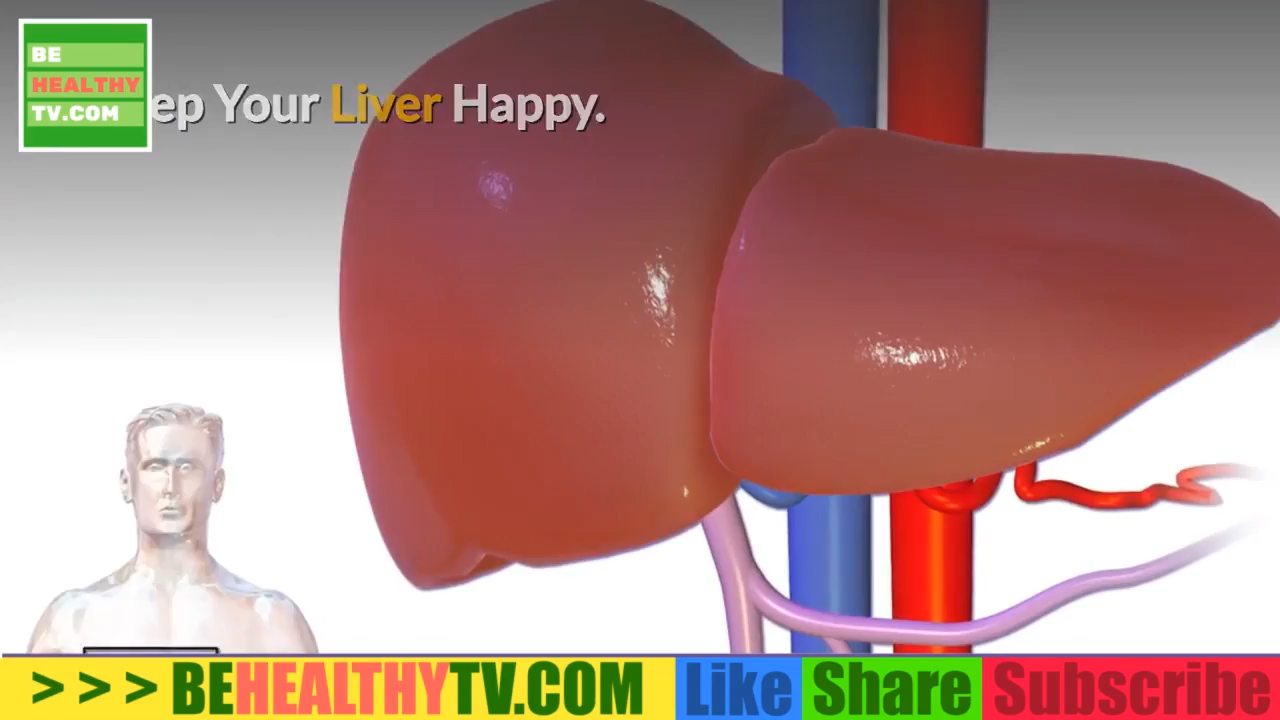 BE
HEALTHY
TV.COM
ep Your Liver Happy.
> > > BEHEALTHYTV.COM Like Share Subscribe